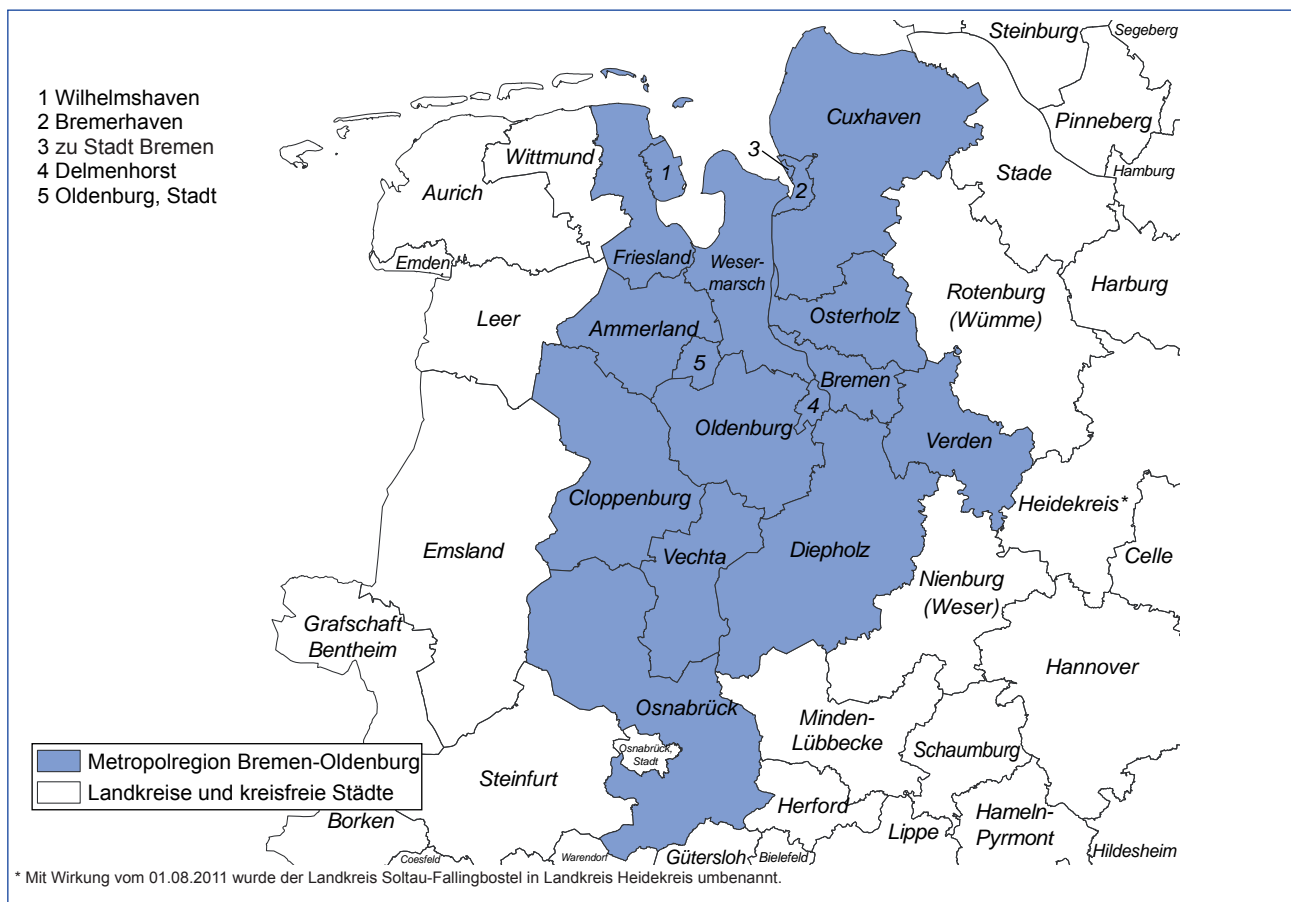 1 Wilhelmshaven
2 Bremerhaven
3 zu Stadt Bremen
4 Delmenhorst
5 Oldenburg, Stadt
Steinburg
Segeberg
Pinneberg
Hamburg
Cuxhaven
Stade
Harburg
Wittmund
Aurich
Emden
Leer
1
3
2
Friesland
Weser-
marsch
Ammerland
Osterholz
Rotenburg
(Wümme)
5
Bremen
4
Oldenburg
Verden
Cloppenburg
Heidekreis*
Celle
Emsland
Vechta
Diepholz
Nienburg
(Weser)
Grafschaft
Bentheim
Hannover
Osnabrück
Osnabrück,
Stadt
Minden-
Lübbecke
Schaumburg
Steinfurt
Herford
Lippe
Hameln-
Pyrmont
Hildesheim
Borken
Coesfeld
Warendorf
Gütersloh
Bielefeld
Metropolregion Bremen-Oldenburg
Landkreise und kreisfreie Städte
* Mit Wirkung vom 01.08.2011 wurde der Landkreis Soltau-Fallingbostel in Landkreis Heidekreis umbenannt.